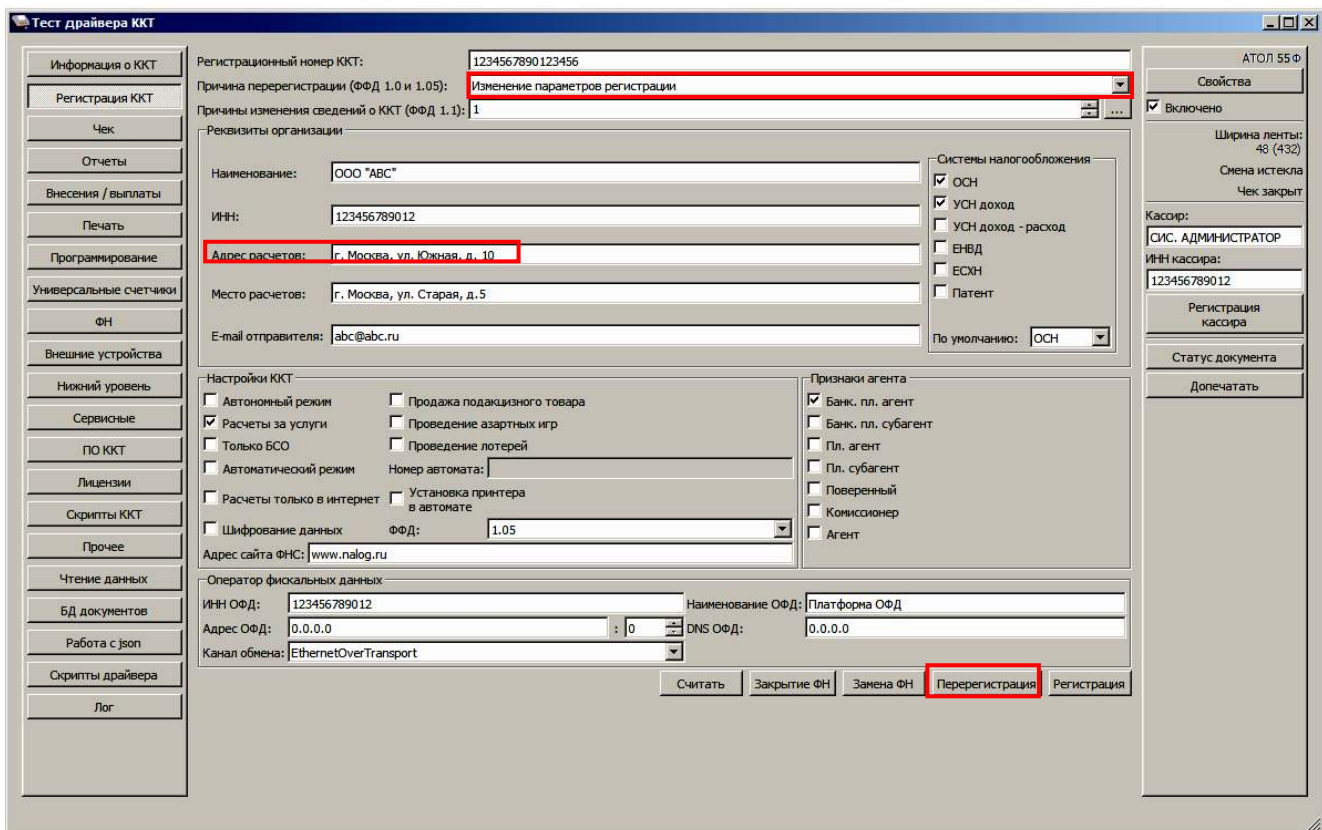 Тест драйвера ККТ
Информация о ККТ
Регистрация ККТ
Чек
Отчеты
Внесения / выплаты
Печать
Программирование
Универсальные счетчики
ФН
Внешние устройства
Нижний уровень
Сервисные
ПО ККТ
Лицензии
Скрипты ККТ
Прочее
Чтение данных
БД документов
Работа с json
Скрипты драйвера
Лог
Регистрационный номер ККТ: 1234567890123456
Причина перерегистрации (ФФД 1.0 и 1.05): Изменение параметров регистрации
Причины изменения сведений о ККТ (ФФД 1.1): 1 ...
Реквизиты организации
Наименование: ООО "АВС"
ИНН: 123456789012
Адрес расчетов: г. Москва, ул. Южная, д. 10
Место расчетов: г. Москва, ул. Старая, д.5
E-mail отправителя: abc@abc.ru
Системы налогообложения
ОСН
УСН доход
УСН доход - расход
ЕНВД
ЕСХН
Патент
По умолчанию: ОСН
Настройки ККТ
Автономный режим Продажа подакцизного товара
Расчеты за услуги Проведение азартных игр
Только БСО Проведение лотерей
Автоматический режим Номер автомата:
Расчеты только в интернет Установка принтера
в автомате
Шифрование данных ФФД: 1.05
Адрес сайта ФНС: www.nalog.ru
Признаки агента
Банк. пл. агент
Банк. пл. субагент
Пл. агент
Пл. субагент
Поверенный
Комиссионер
Агент
Оператор фискальных данных
ИНН ОФД: 123456789012 Наименование ОФД: Платформа ОФД
Адрес ОФД: 0.0.0.0 : 0 DNS ОФД: 0.0.0.0
Канал обмена: EthernetOverTransport
Считать Закрытие ФН Замена ФН Перерегистрация Регистрация
АТОЛ 55Ф
Свойства
Включено
Ширина ленты:
48 (432)
Смена истекла
Чек закрыт
Кассир:
СИС. АДМИНИСТРАТОР
ИНН кассира:
123456789012
Регистрация
кассира
Статус документа
Допечатать